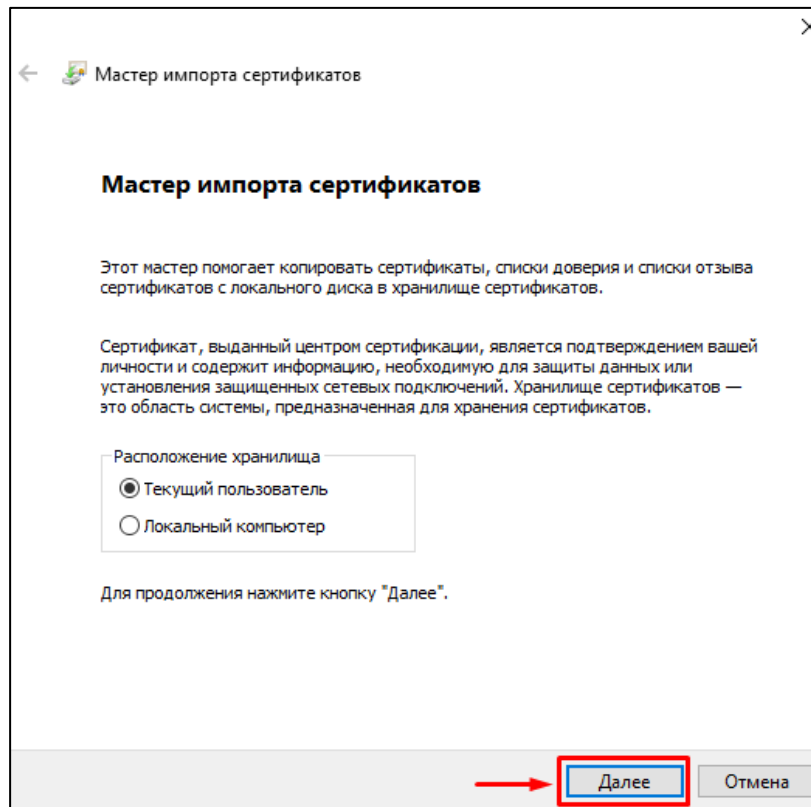 Мастер импорта сертификатов
Мастер импорта сертификатов
Этот мастер помогает копировать сертификаты, списки доверия и списки отзыва
сертификатов с локального диска в хранилище сертификатов.
Сертификат, выданный центром сертификации, является подтверждением вашей
личности и содержит информацию, необходимую для защиты данных или
установления защищенных сетевых подключений. Хранилище сертификатов —
это область системы, предназначенная для хранения сертификатов.
Расположение хранилища
Текущий пользователь
Локальный компьютер
Для продолжения нажмите кнопку "Далее".
Далее
Отмена